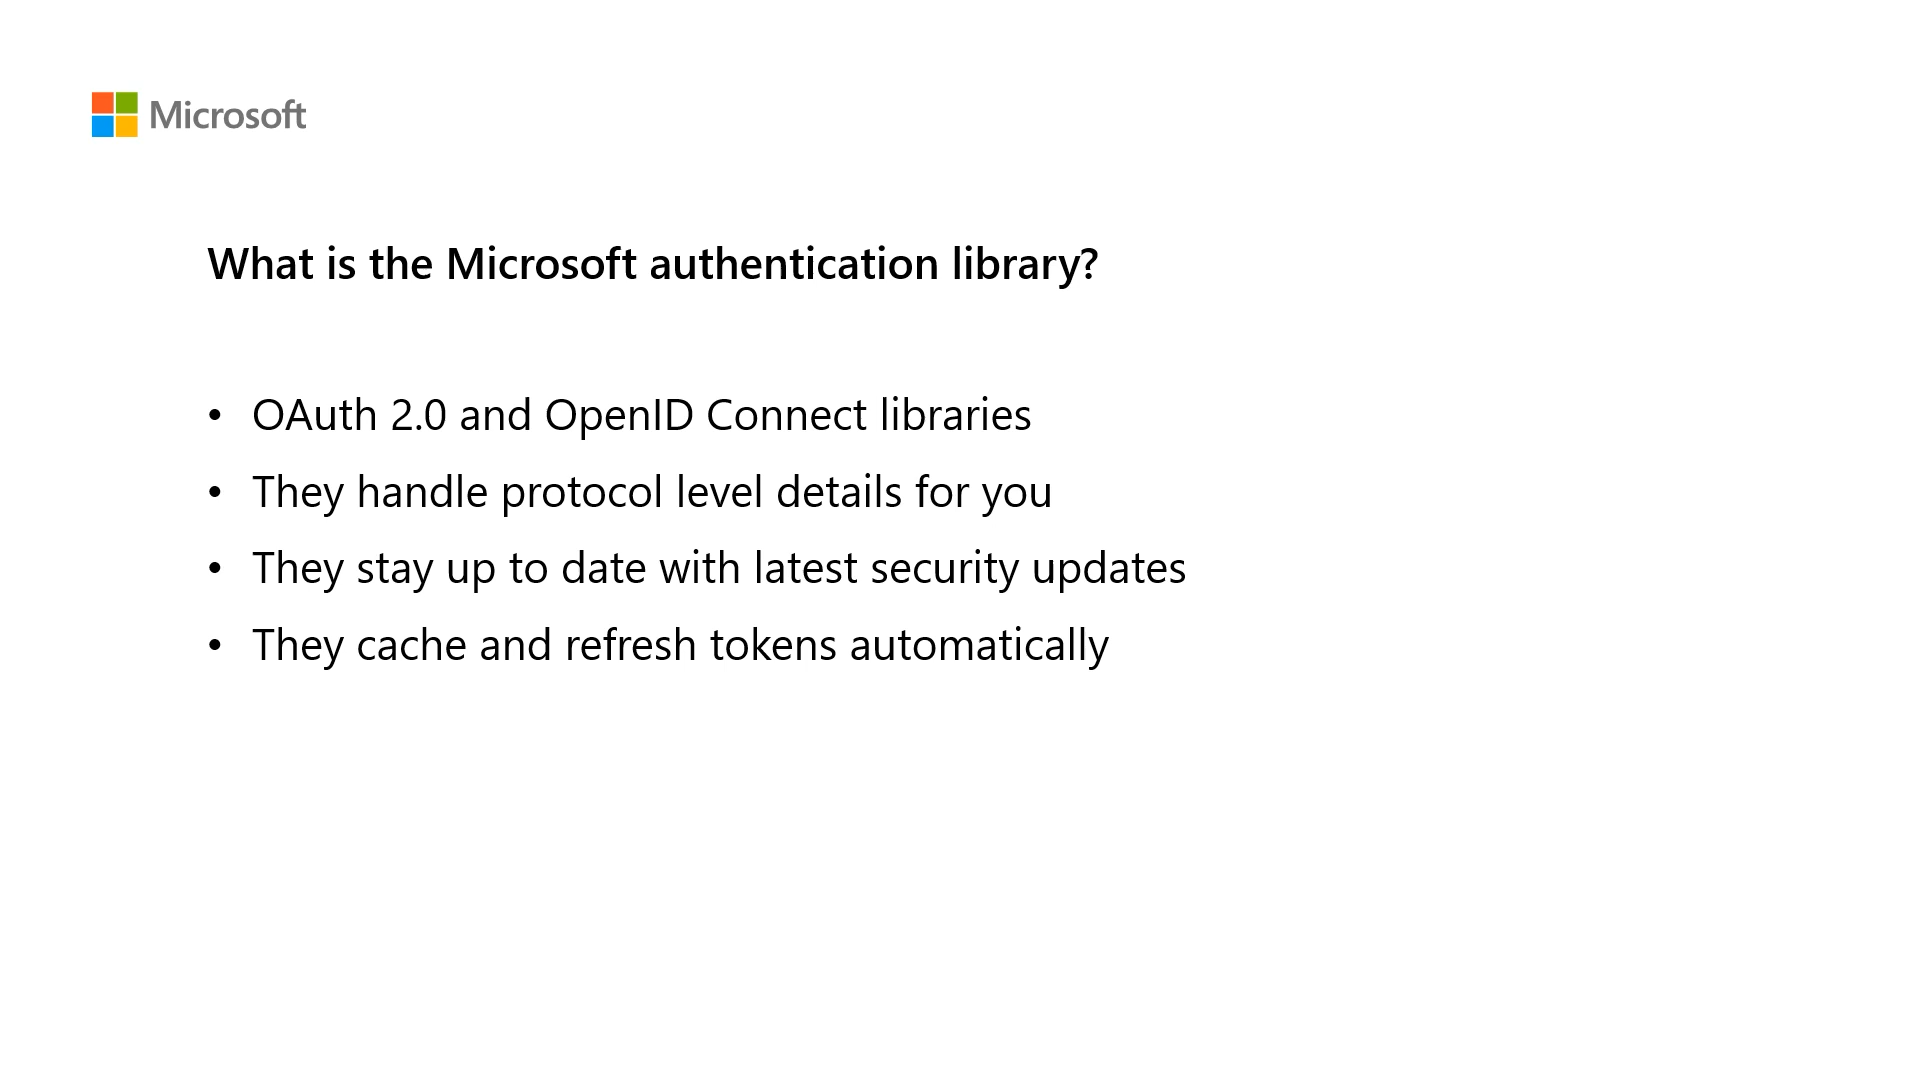 Microsoft
What is the Microsoft authentication library?
• OAuth 2.0 and OpenID Connect libraries
• They handle protocol level details for you
• They stay up to date with latest security updates
• They cache and refresh tokens automatically